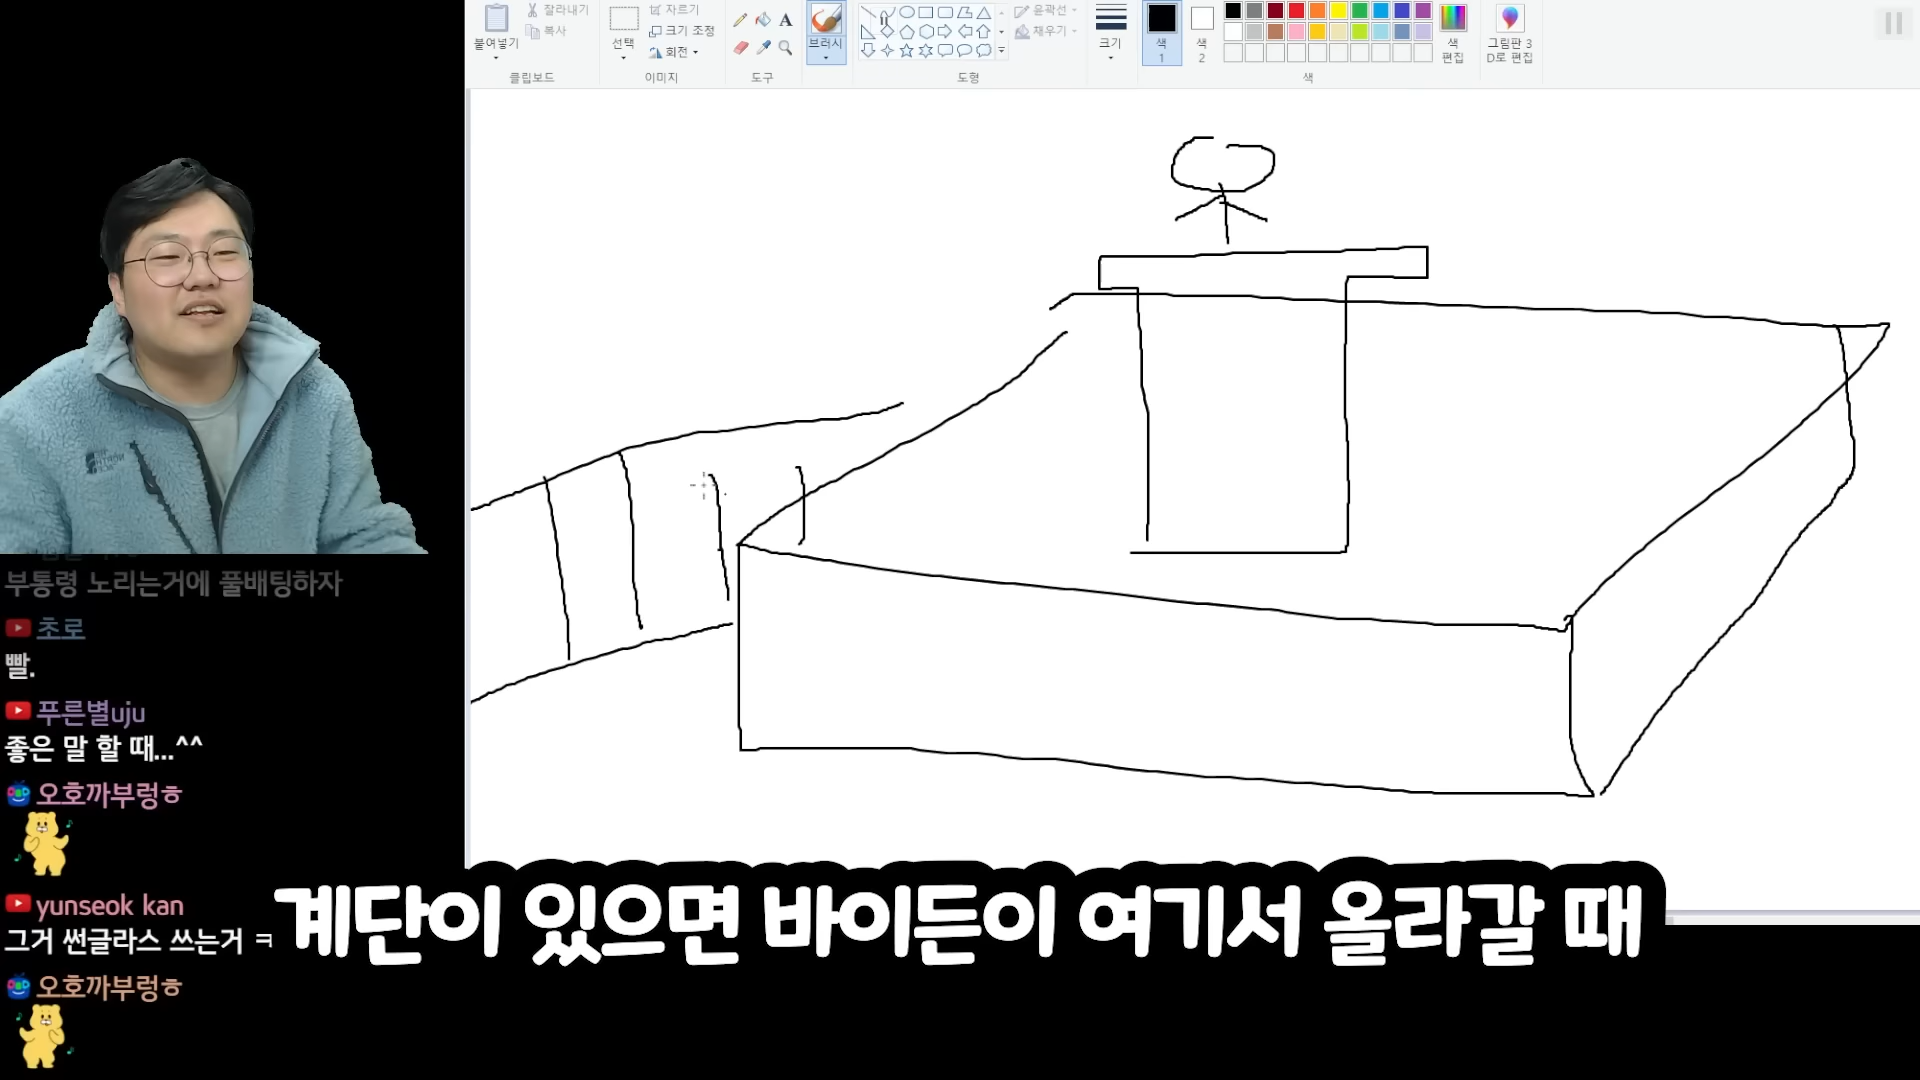 붙여넣기
잘라내기
복사
클립보드
선택
자르기
크기 조정
회전
이미지
A
도구
브러시
윤곽선
채우기
도형
크기
색
1
색
2
색
편집
그림판 3
D로 편집
색
부통령 노리는거에 풀배팅하자
초로
빨.
푸른별uju
좋은 말 할 때...^^
오호까부렁ㅎ
yunseok kan
그거 썬글라스 쓰는거 ㅋ
오호까부렁ㅎ
계단이 있으면 바이든이 여기서 올라갈 때